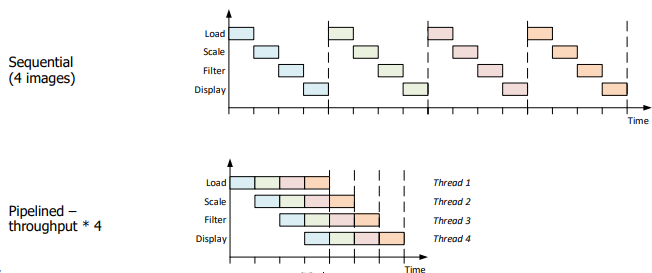 Sequential
(4 images)
Load
Scale
Filter
Display
Time
Pipelined –
throughput * 4
Load
Scale
Filter
Display
Thread 1
Thread 2
Thread 3
Thread 4
Time